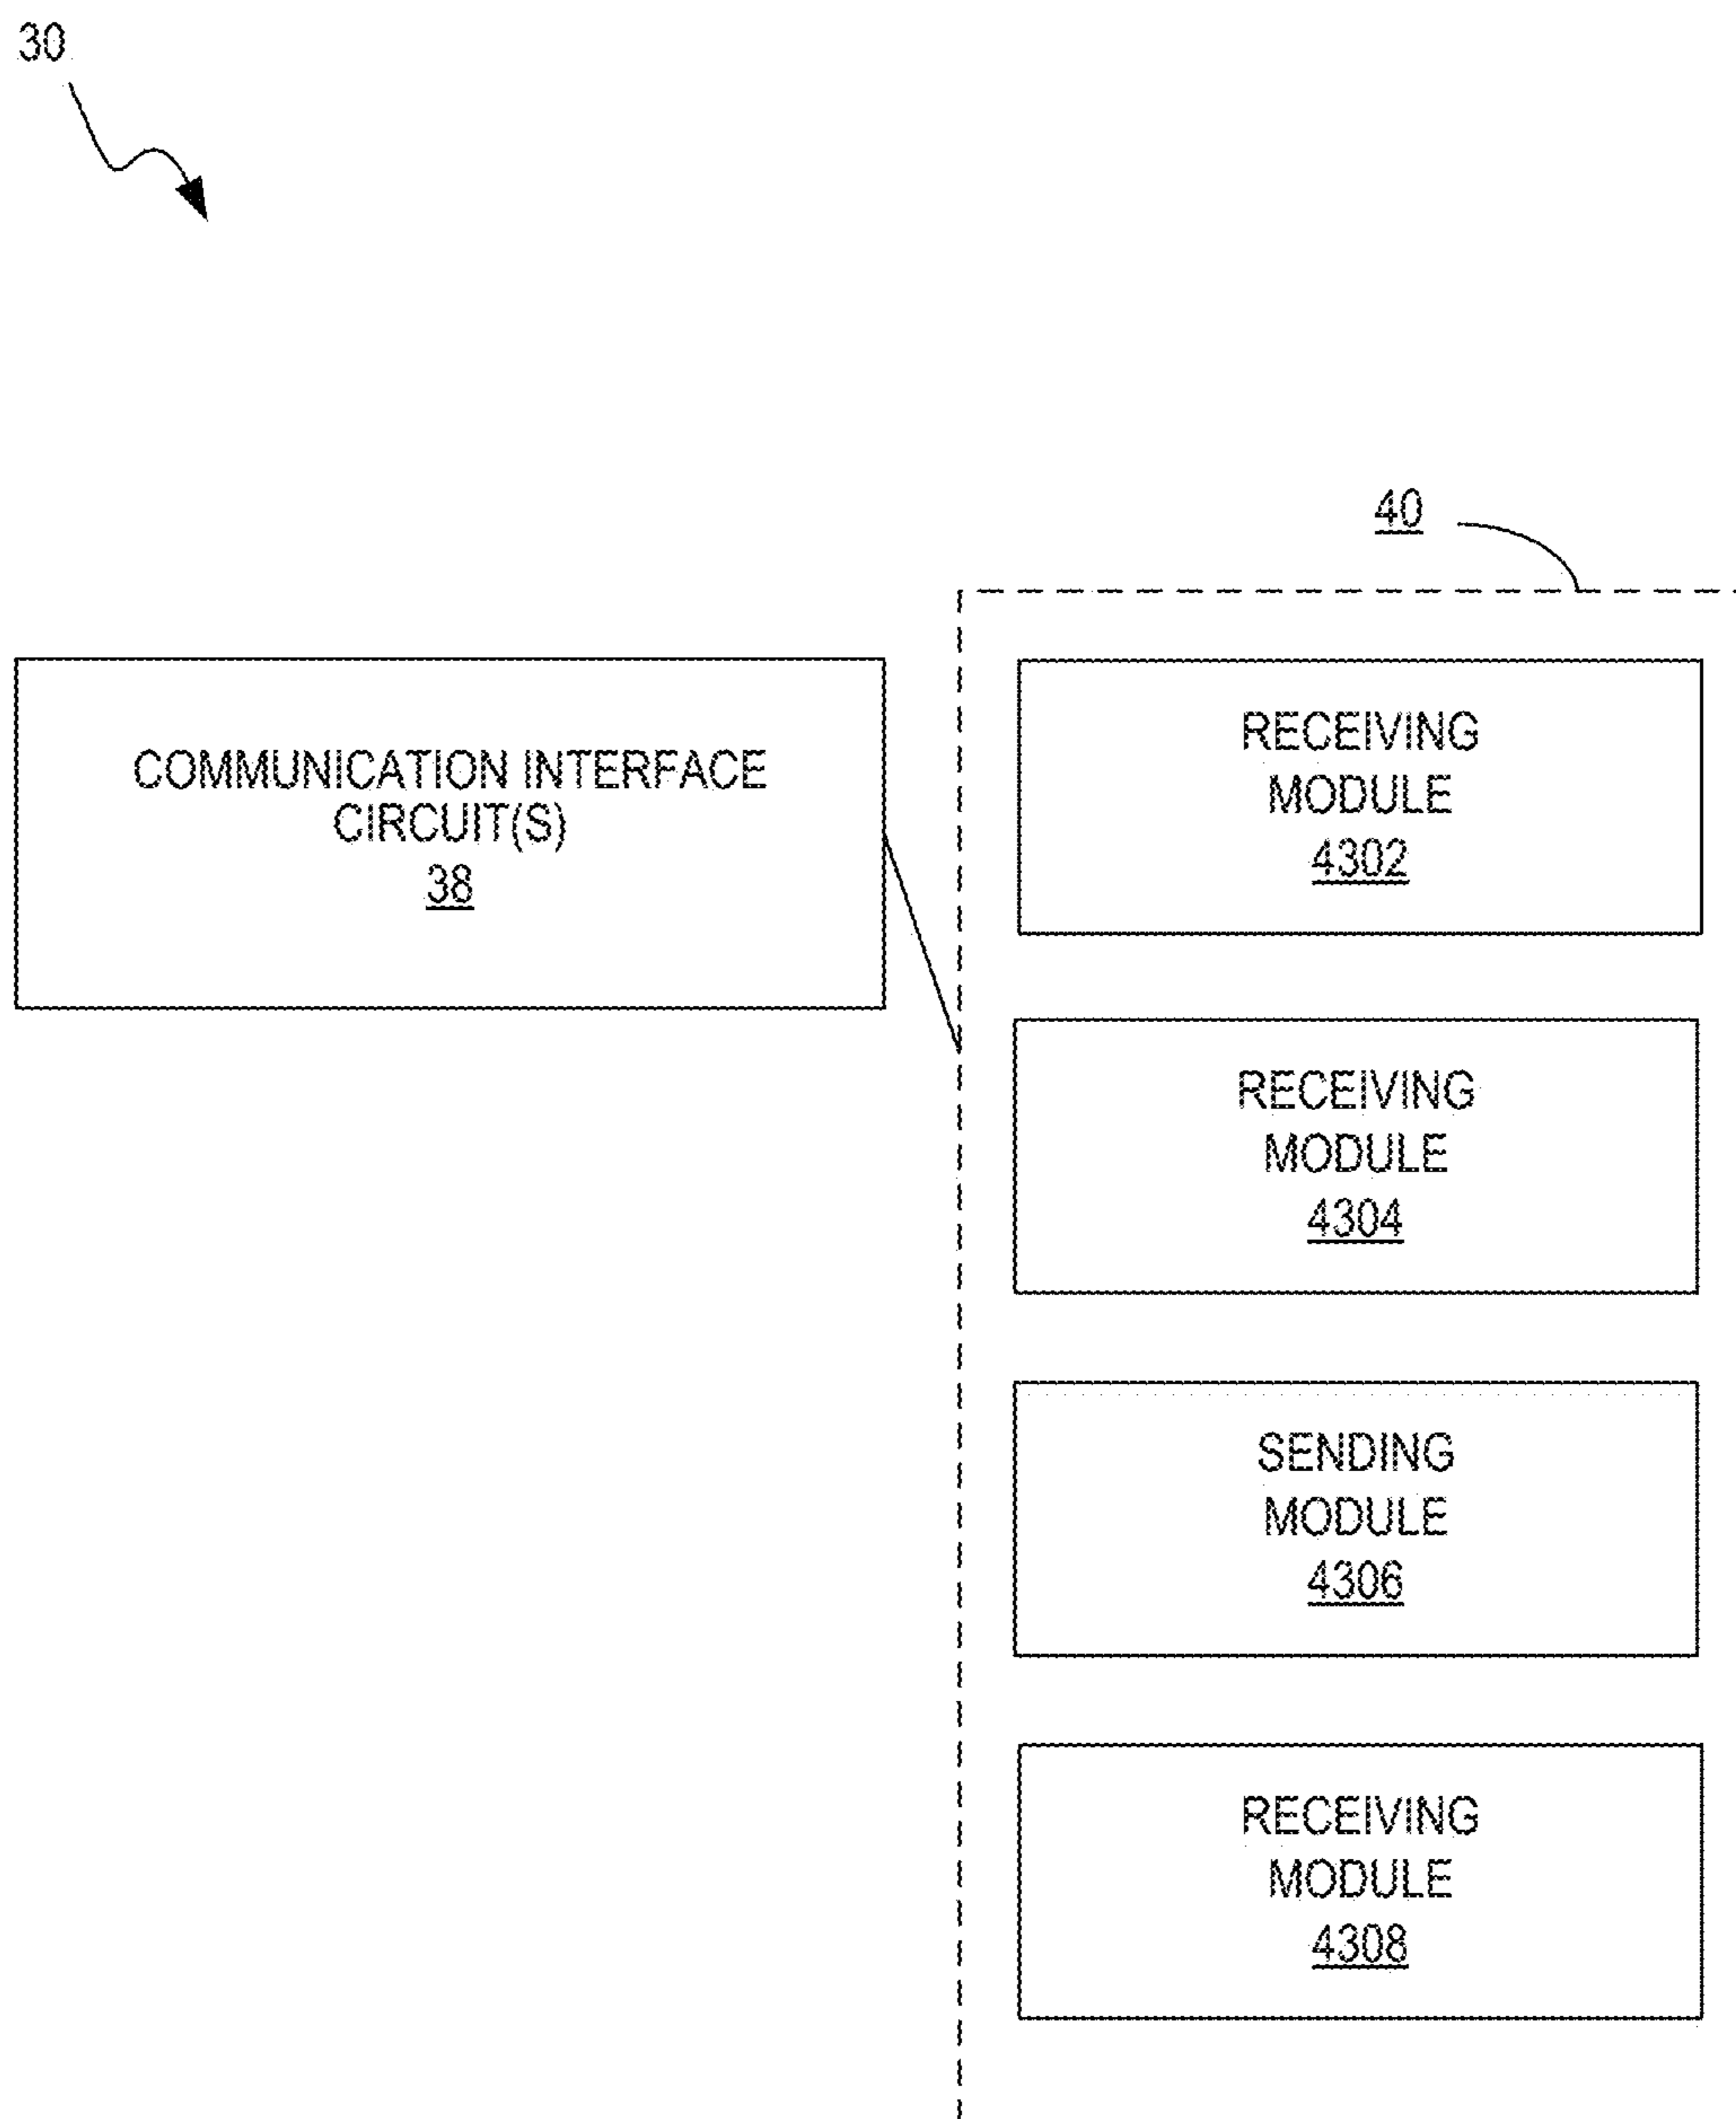 30
40
COMMUNICATION INTERFACE
CIRCUIT(S)
38
RECEIVING
MODULE
4302
RECEIVING
MODULE
4304
SENDING
MODULE
4306
RECEIVING
MODULE
4308